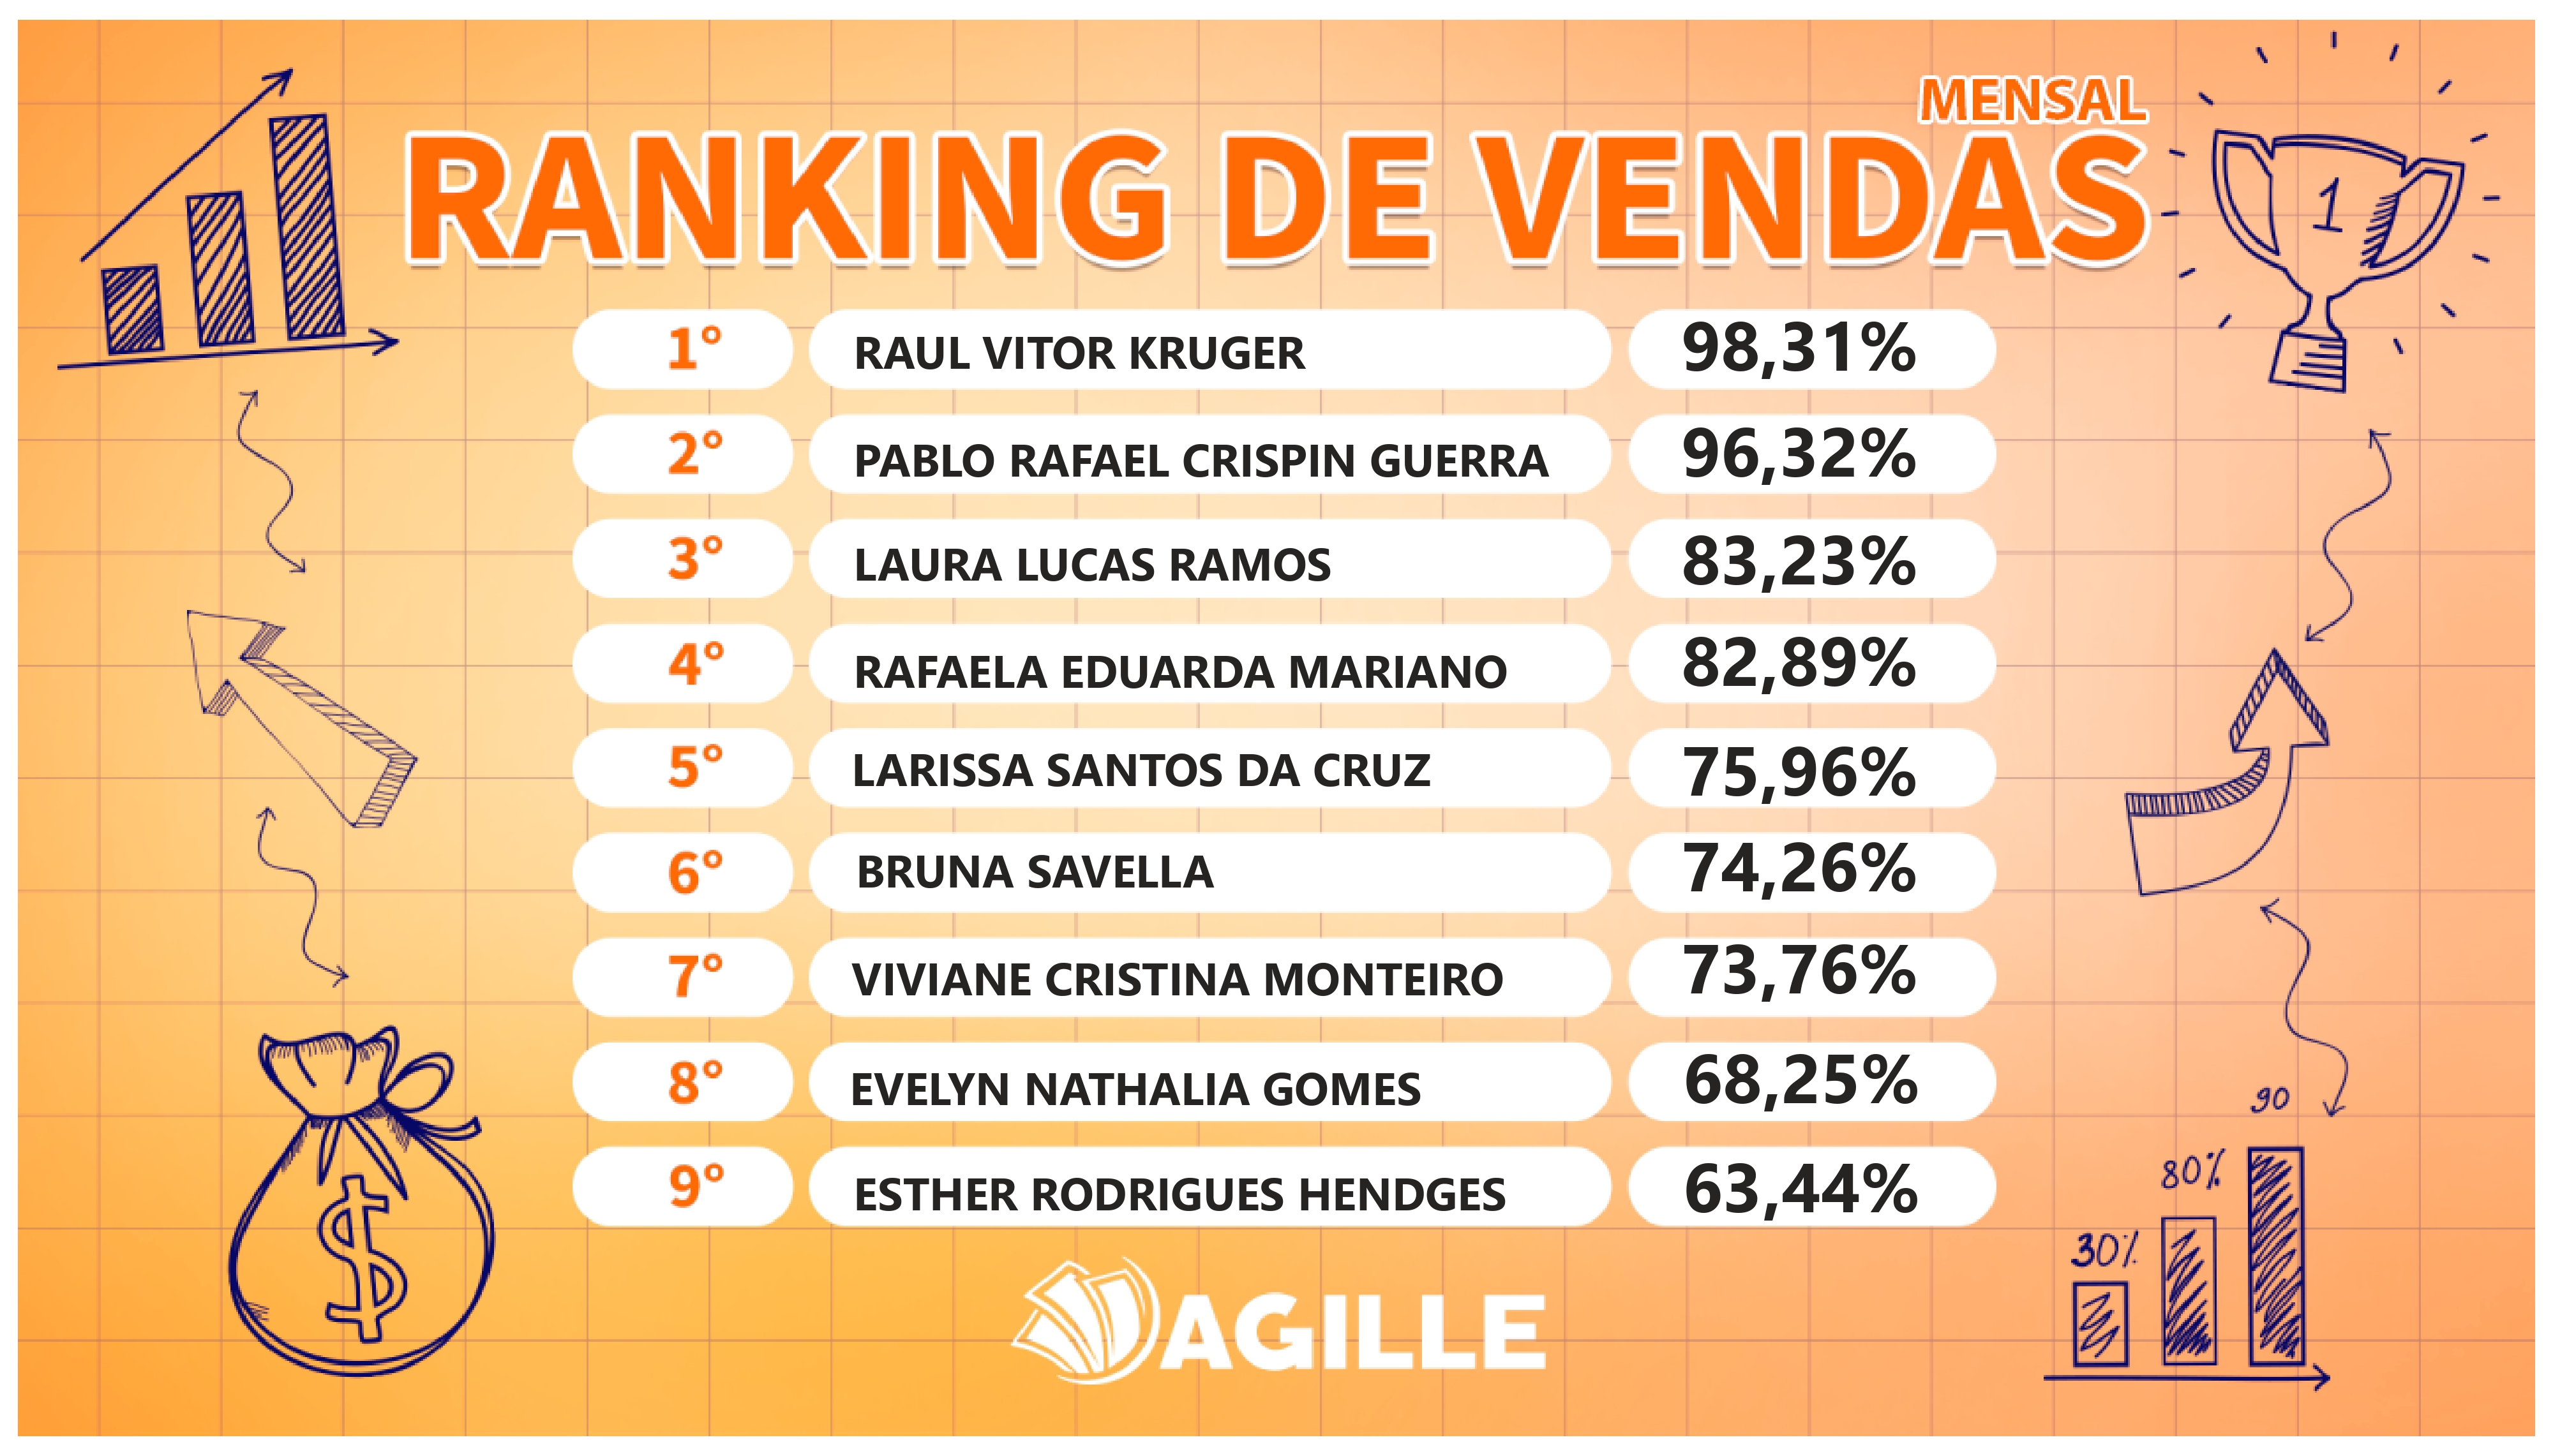 MENSAL
RANKING DE VENDAS
1
1° RAUL VITOR KRUGER 98,31%
2° PABLO RAFAEL CRISPIN GUERRA 96,32%
3° LAURA LUCAS RAMOS 83,23%
4° RAFAELA EDUARDA MARIANO 82,89%
5° LARISSA SANTOS DA CRUZ 75,96%
6° BRUNA SAVELLA 74,26%
7° VIVIANE CRISTINA MONTEIRO 73,76%
8° EVELYN NATHALIA GOMES 68,25%
9° ESTHER RODRIGUES HENDGES 63,44%
$
90
80%
30%
AGILLE